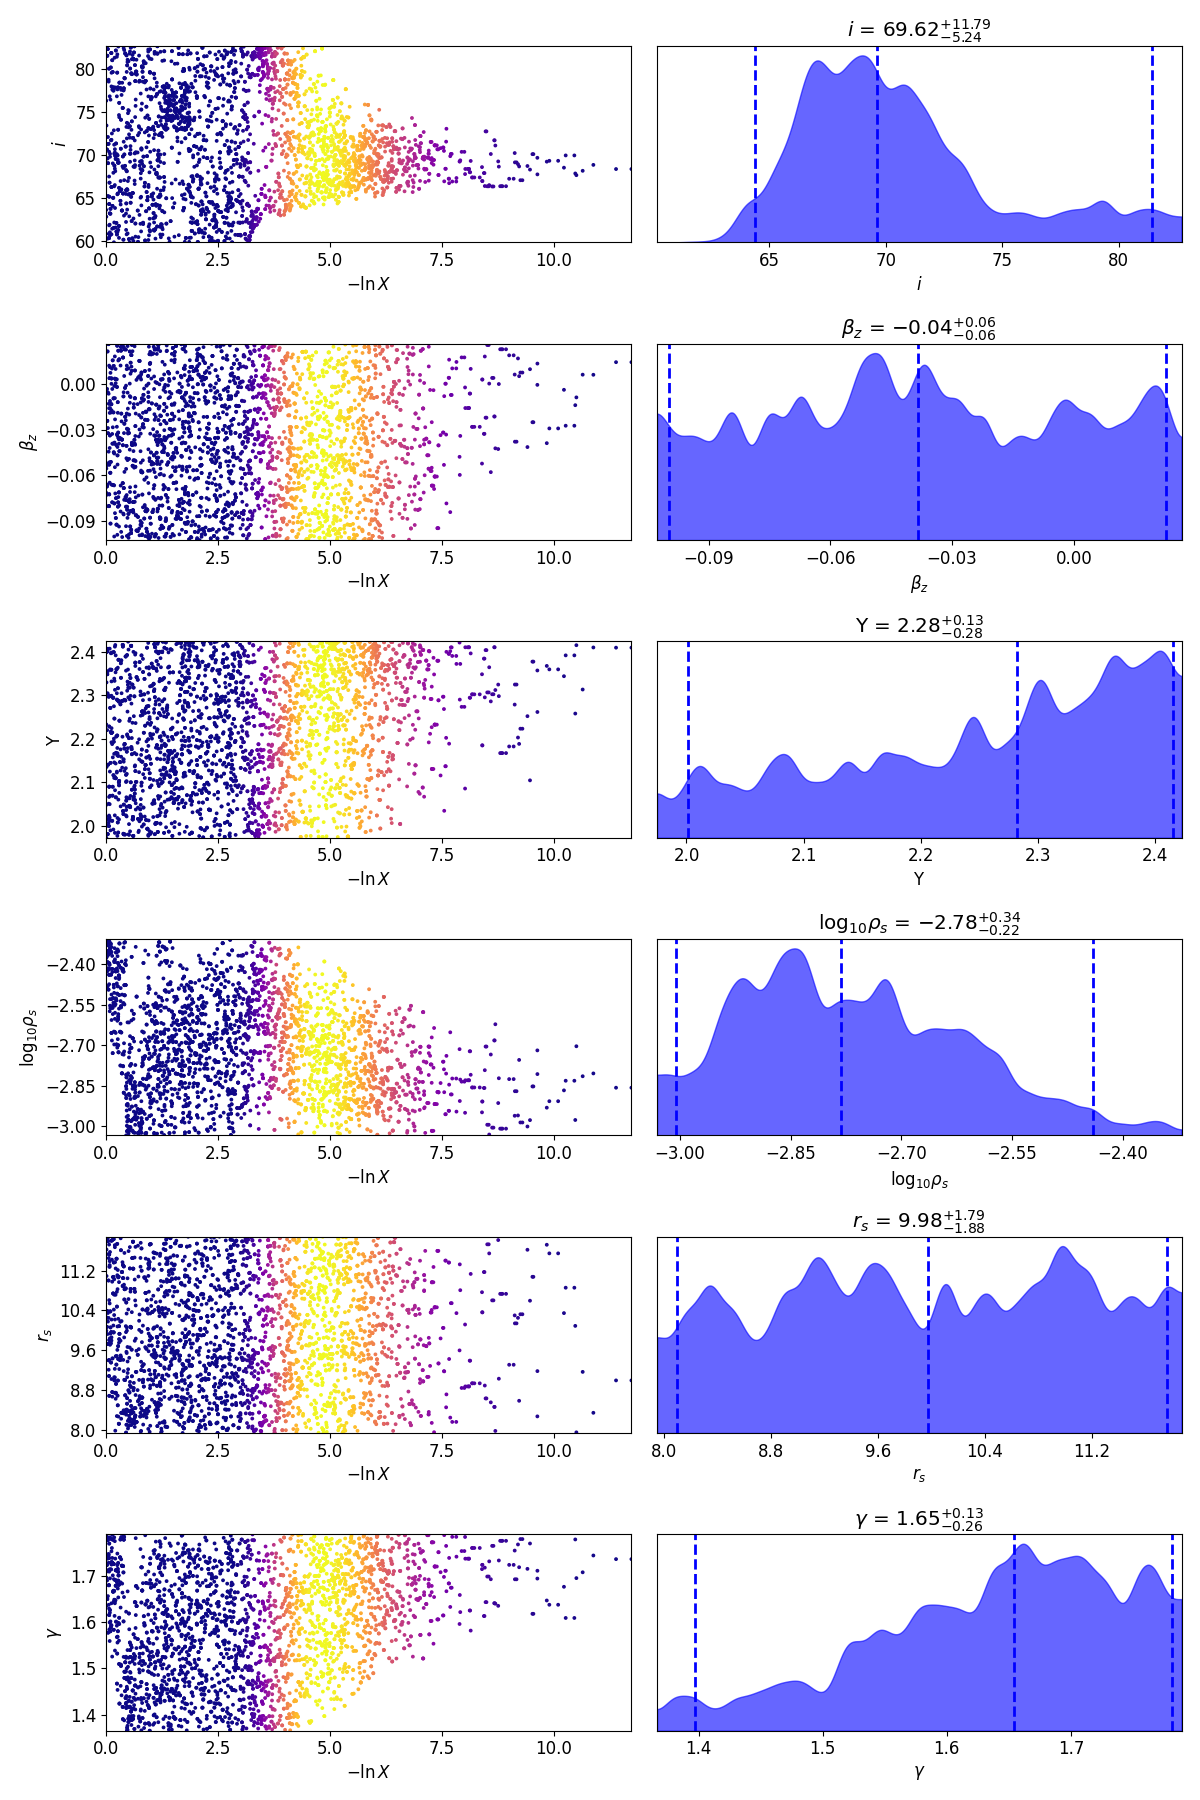 i = 69.62+11.79 −5.24
80
75
70
65
60
i
0.0 2.5 5.0 7.5 10.0
−ln X
65 70 75 80
i
βz = −0.04+0.06 −0.06
0.00
−0.03
−0.06
−0.09
βz
0.0 2.5 5.0 7.5 10.0
−ln X
−0.09 −0.06 −0.03 0.00
βz
Y = 2.28+0.13 −0.28
2.4
2.3
2.2
2.1
2.0
Y
0.0 2.5 5.0 7.5 10.0
−ln X
2.0 2.1 2.2 2.3 2.4
Y
log10ρs = −2.78+0.34 −0.22
−2.40
−2.55
−2.70
−2.85
−3.00
log10ρs
0.0 2.5 5.0 7.5 10.0
−ln X
−3.00 −2.85 −2.70 −2.55 −2.40
log10ρs
rs = 9.98+1.79 −1.88
11.2
10.4
9.6
8.8
8.0
rs
0.0 2.5 5.0 7.5 10.0
−ln X
8.0 8.8 9.6 10.4 11.2
rs
γ = 1.65+0.13 −0.26
1.7
1.6
1.5
1.4
γ
0.0 2.5 5.0 7.5 10.0
−ln X
1.4 1.5 1.6 1.7
γ